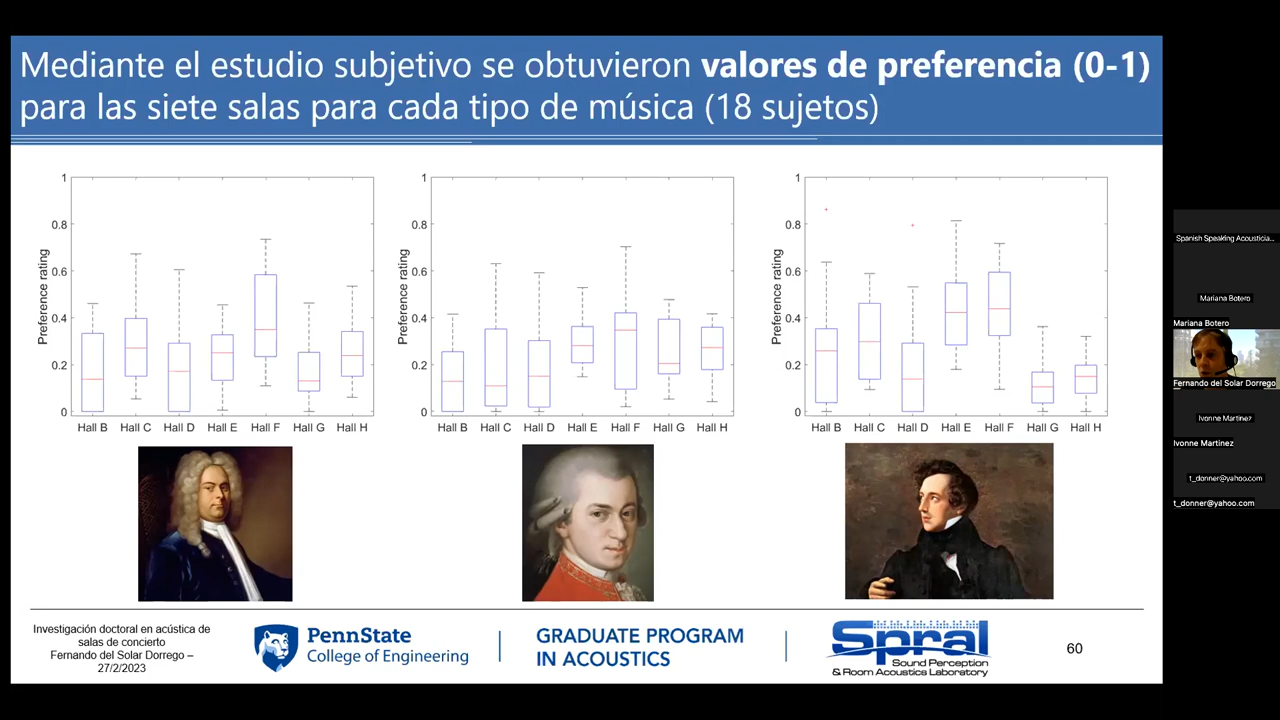 Mediante el estudio subjetivo se obtuvieron valores de preferencia (0-1)
para las siete salas para cada tipo de música (18 sujetos)
Preference rating
1
0.8
0.6
0.4
0.2
0
Hall B Hall C Hall D Hall E Hall F Hall G Hall H
Preference rating
1
0.8
0.6
0.4
0.2
0
Hall B Hall C Hall D Hall E Hall F Hall G Hall H
Preference rating
1
0.8
0.6
0.4
0.2
0
Hall B Hall C Hall D Hall E Hall F Hall G Hall H
Investigación doctoral en acústica de
salas de concierto
Fernando del Solar Dorrego –
27/2/2023
PennState
College of Engineering
GRADUATE PROGRAM
IN ACOUSTICS
Spral
Sound Perception
& Room Acoustics Laboratory
60
Spanish Speaking Acousticia...
Mariana Botero
Mariana Botero
Fernando del Solar Dorrego
Ivonne Martinez
Ivonne Martinez
t_donner@yahoo.com
t_donner@yahoo.com